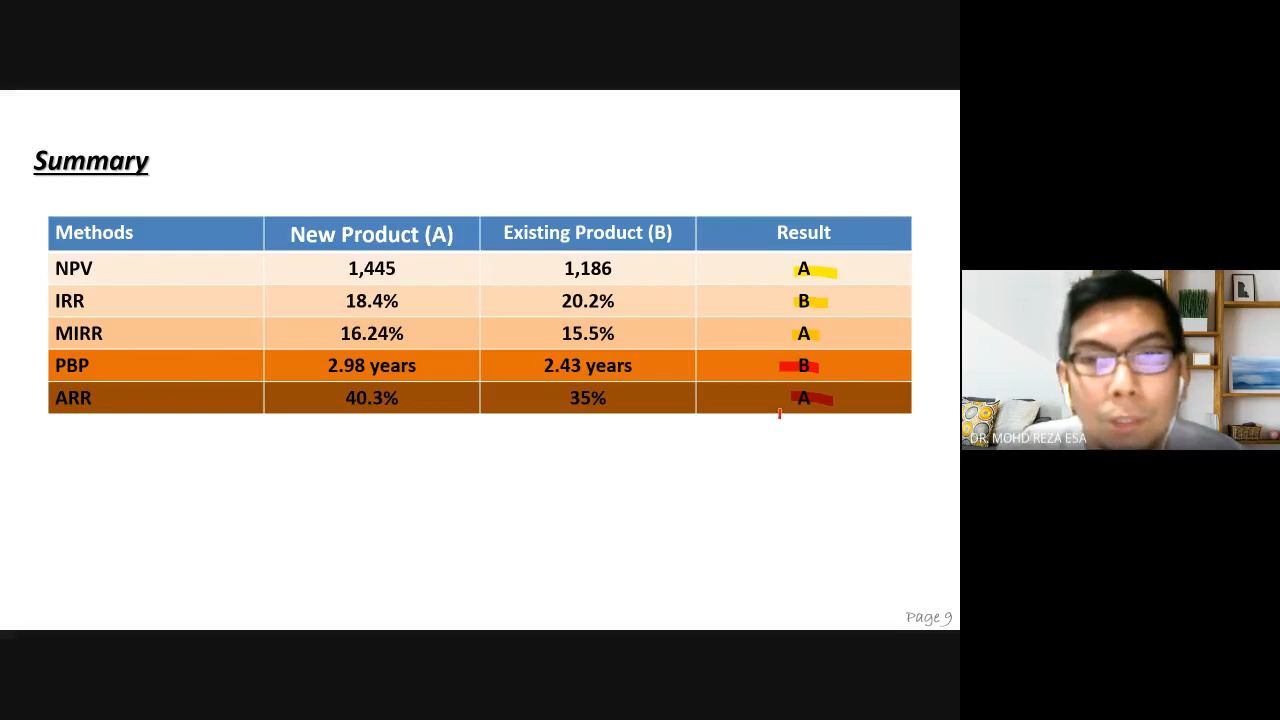 Summary
Methods New Product (A) Existing Product (B) Result
NPV 1,445 1,186 A
IRR 18.4% 20.2% B
MIRR 16.24% 15.5% A
PBP 2.98 years 2.43 years B
ARR 40.3% 35% A
DR. MOHD REZA ESA
Page 9